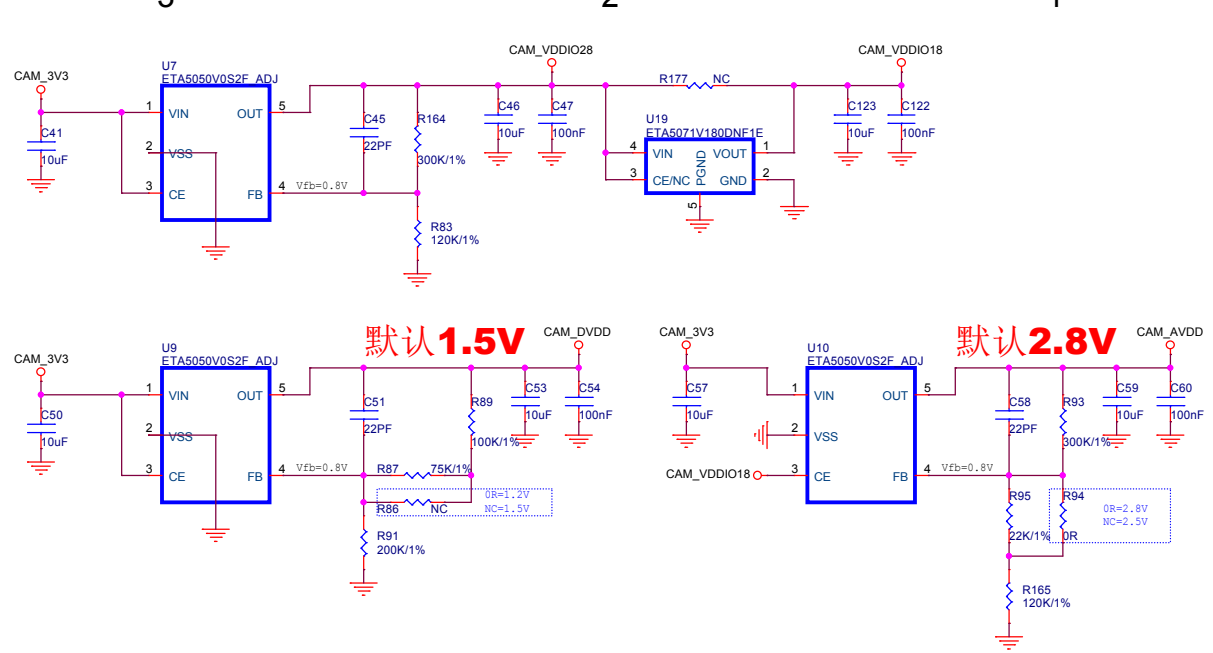 2
1
CAM_3V3
U7
ETA5050V0S2F_ADJ
1
VIN
OUT
5
2
VSS
3
CE
FB
4
Vfb=0.8V
C41
10uF
C45
22PF
R164
300K/1%
R83
120K/1%
CAM_VDDIO28
C46
10uF
C47
100nF
R177
NC
U19
ETA5071V180DNF1E
4
VIN
VOUT
1
3
CE/NC
PGND
GND
2
5
CAM_VDDIO18
C123
10uF
C122
100nF
CAM_3V3
U9
ETA5050V0S2F_ADJ
1
VIN
OUT
5
2
VSS
3
CE
FB
4
Vfb=0.8V
C50
10uF
默认1.5V
CAM_DVDD
C51
22PF
R89
100K/1%
C53
10uF
C54
100nF
R87
75K/1%
R86
NC
0R=1.2V
NC=1.5V
R91
200K/1%
CAM_3V3
U10
ETA5050V0S2F_ADJ
1
VIN
OUT
5
2
VSS
CAM_VDDIO18
3
CE
FB
4
Vfb=0.8V
C57
10uF
默认2.8V
CAM_AVDD
C58
22PF
R93
300K/1%
C59
10uF
C60
100nF
R95
22K/1%
R94
0R
0R=2.8V
NC=2.5V
R165
120K/1%